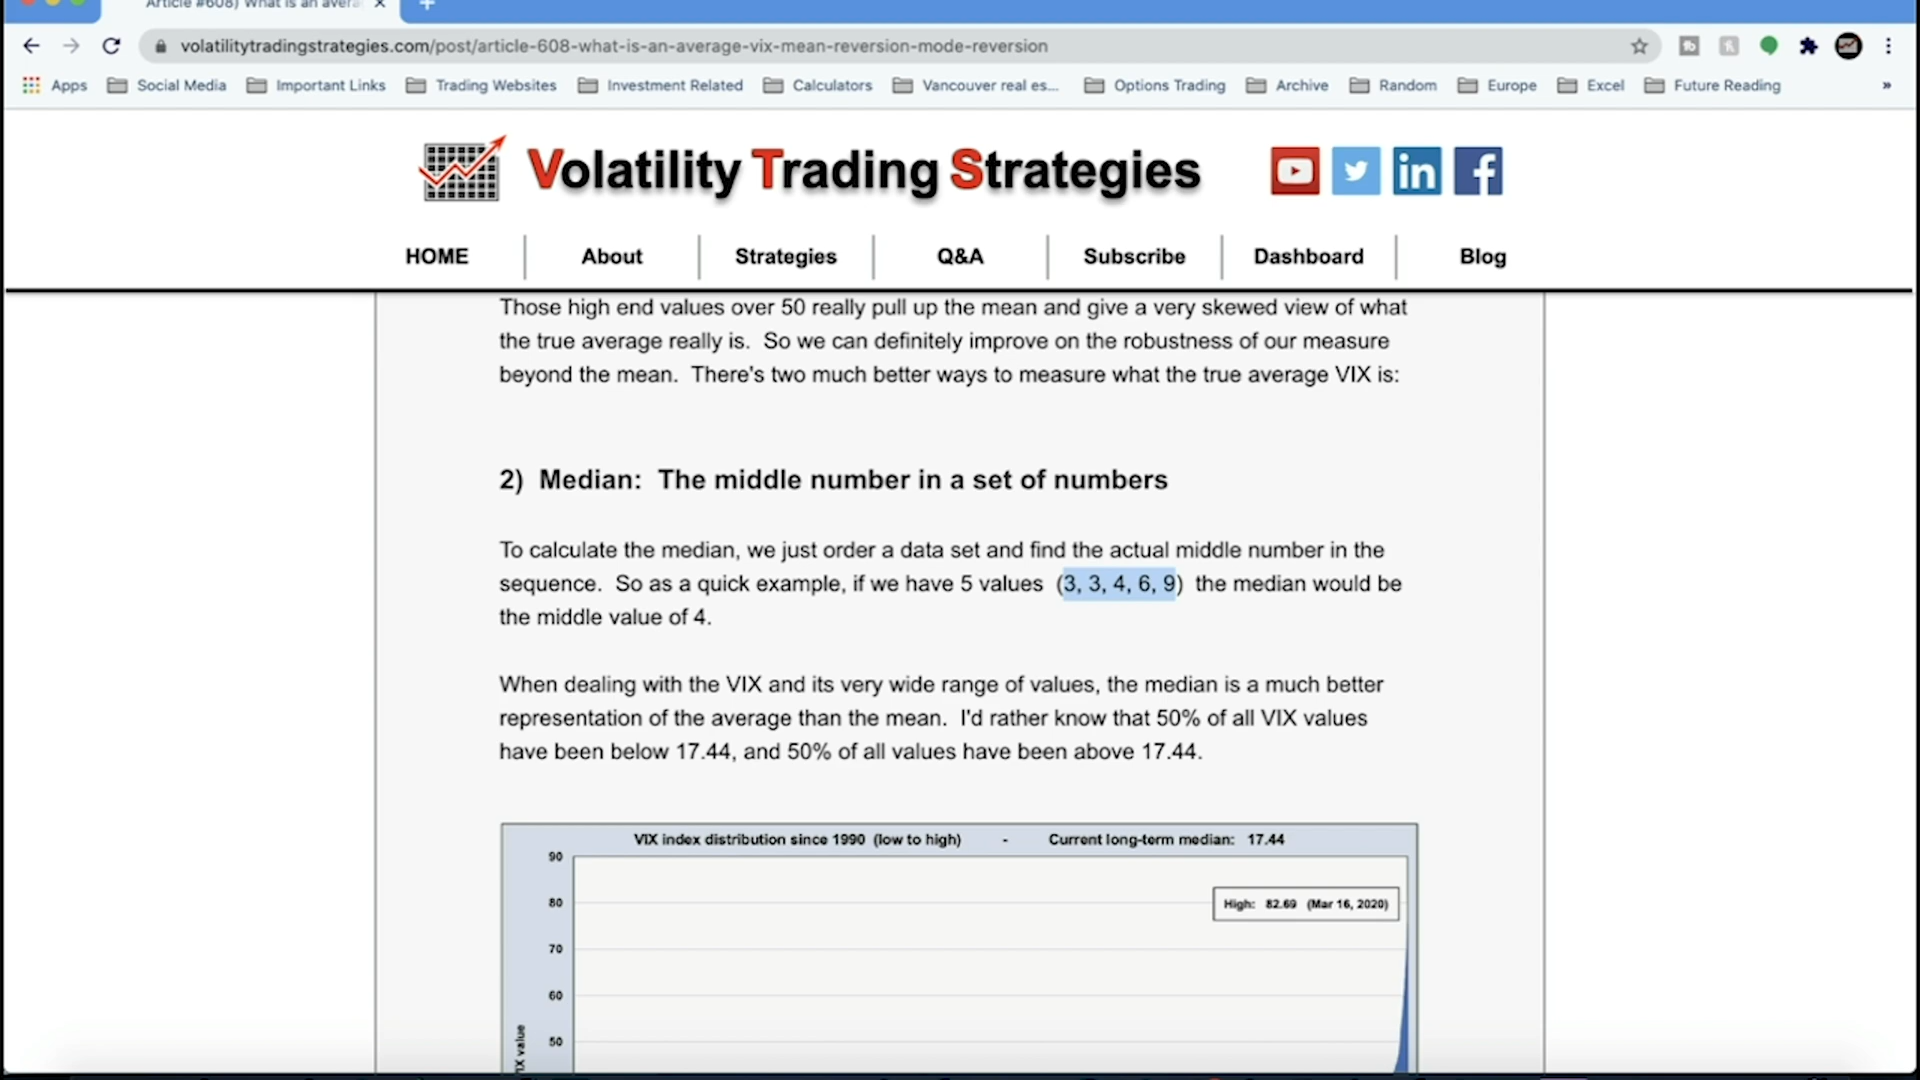 Article #608) What is an avera
volatilitytradingstrategies.com/post/article-608-what-is-an-average-vix-mean-reversion-mode-reversion
Apps Social Media Important Links Trading Websites Investment Related Calculators Vancouver real es... Options Trading Archive Random Europe Excel Future Reading »
Volatility Trading Strategies
HOME About Strategies Q&A Subscribe Dashboard Blog
Those high end values over 50 really pull up the mean and give a very skewed view of what
the true average really is. So we can definitely improve on the robustness of our measure
beyond the mean. There's two much better ways to measure what the true average VIX is:
2) Median: The middle number in a set of numbers
To calculate the median, we just order a data set and find the actual middle number in the
sequence. So as a quick example, if we have 5 values (3, 3, 4, 6, 9) the median would be
the middle value of 4.
When dealing with the VIX and its very wide range of values, the median is a much better
representation of the average than the mean. I'd rather know that 50% of all VIX values
have been below 17.44, and 50% of all values have been above 17.44.
VIX index distribution since 1990 (low to high) - Current long-term median: 17.44
90
80
High: 82.69 (Mar 16, 2020)
70
60
50
VIX value